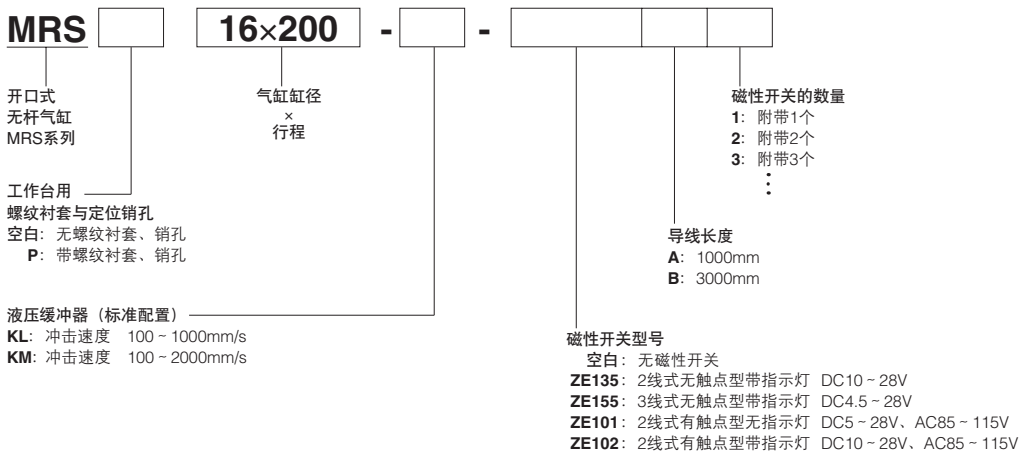 MRS 16×200 - -
开口式
无杆气缸
MRS系列
气缸缸径
×
行程
磁性开关的数量
1：附带1个
2：附带2个
3：附带3个
⋮
工作台用
螺纹衬套与定位销孔
空白：无螺纹衬套、销孔
P：带螺纹衬套、销孔
导线长度
A：1000mm
B：3000mm
液压缓冲器（标准配置）
KL：冲击速度 100～1000mm/s
KM：冲击速度 100～2000mm/s
磁性开关型号
空白：无磁性开关
ZE135：2线式无触点型带指示灯 DC10～28V
ZE155：3线式无触点型带指示灯 DC4.5～28V
ZE101：2线式有触点型无指示灯 DC5～28V、AC85～115V
ZE102：2线式有触点型带指示灯 DC10～28V、AC85～115V